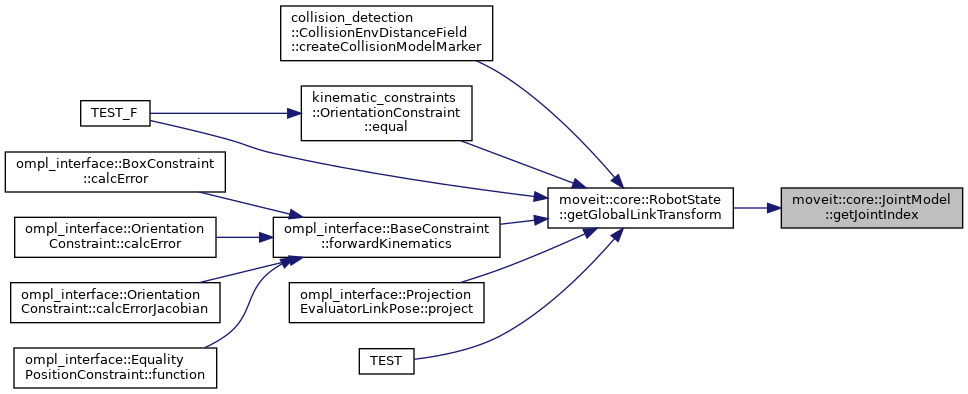 collision_detection
::CollisionEnvDistanceField
::createCollisionModelMarker
kinematic_constraints
::OrientationConstraint
::equal
TEST_F
ompl_interface::BoxConstraint
::calcError
moveit::core::RobotState
::getGlobalLinkTransform
moveit::core::JointModel
::getJointIndex
ompl_interface::Orientation
Constraint::calcError
ompl_interface::BaseConstraint
::forwardKinematics
ompl_interface::Orientation
Constraint::calcErrorJacobian
ompl_interface::Projection
EvaluatorLinkPose::project
ompl_interface::Equality
PositionConstraint::function
TEST